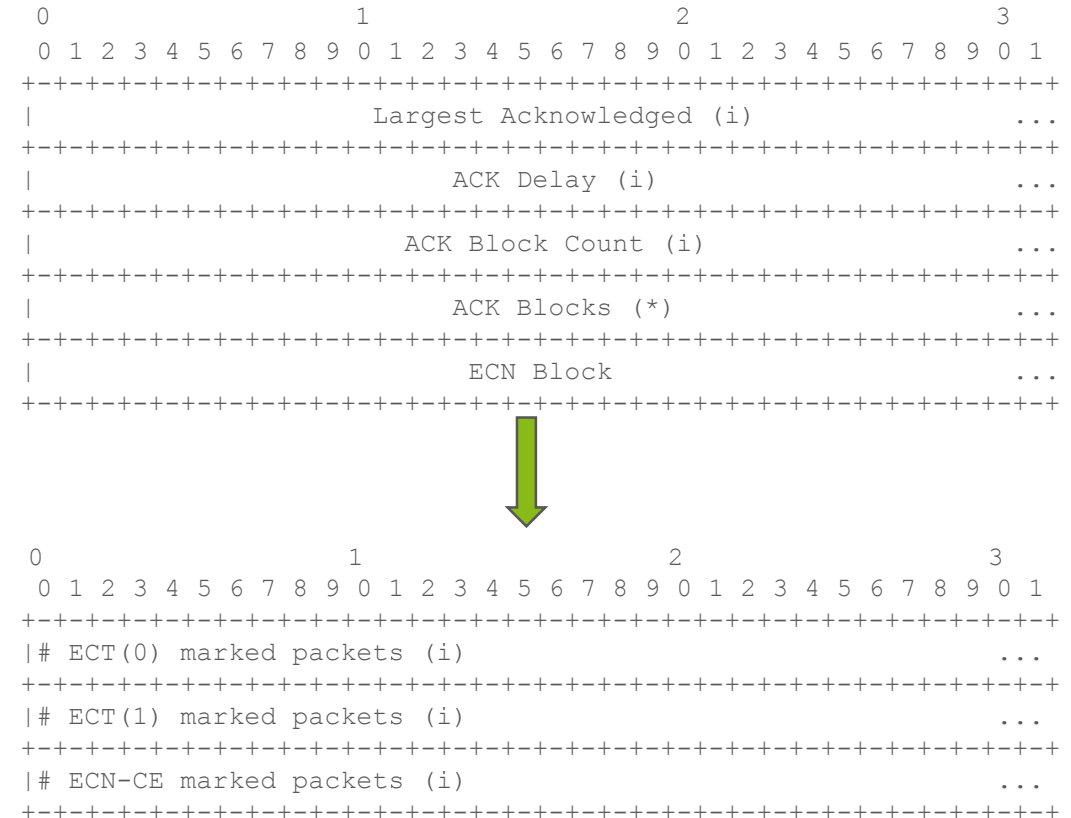 0                   1                   2                   3
0 1 2 3 4 5 6 7 8 9 0 1 2 3 4 5 6 7 8 9 0 1 2 3 4 5 6 7 8 9 0 1
+-+-+-+-+-+-+-+-+-+-+-+-+-+-+-+-+-+-+-+-+-+-+-+-+-+-+-+-+-+-+-+-+
|                     Largest Acknowledged (i)                ...
+-+-+-+-+-+-+-+-+-+-+-+-+-+-+-+-+-+-+-+-+-+-+-+-+-+-+-+-+-+-+-+-+
|                          ACK Delay (i)                      ...
+-+-+-+-+-+-+-+-+-+-+-+-+-+-+-+-+-+-+-+-+-+-+-+-+-+-+-+-+-+-+-+-+
|                       ACK Block Count (i)                   ...
+-+-+-+-+-+-+-+-+-+-+-+-+-+-+-+-+-+-+-+-+-+-+-+-+-+-+-+-+-+-+-+-+
|                          ACK Blocks (*)                     ...
+-+-+-+-+-+-+-+-+-+-+-+-+-+-+-+-+-+-+-+-+-+-+-+-+-+-+-+-+-+-+-+-+
|                           ECN Block                         ...
+-+-+-+-+-+-+-+-+-+-+-+-+-+-+-+-+-+-+-+-+-+-+-+-+-+-+-+-+-+-+-+-+
0                   1                   2                   3
0 1 2 3 4 5 6 7 8 9 0 1 2 3 4 5 6 7 8 9 0 1 2 3 4 5 6 7 8 9 0 1
+-+-+-+-+-+-+-+-+-+-+-+-+-+-+-+-+-+-+-+-+-+-+-+-+-+-+-+-+-+-+-+-+
|# ECT(0) marked packets (i)                                 ...
+-+-+-+-+-+-+-+-+-+-+-+-+-+-+-+-+-+-+-+-+-+-+-+-+-+-+-+-+-+-+-+-+
|# ECT(1) marked packets (i)                                 ...
+-+-+-+-+-+-+-+-+-+-+-+-+-+-+-+-+-+-+-+-+-+-+-+-+-+-+-+-+-+-+-+-+
|# ECN-CE marked packets (i)                                 ...
+-+-+-+-+-+-+-+-+-+-+-+-+-+-+-+-+-+-+-+-+-+-+-+-+-+-+-+-+-+-+-+-+